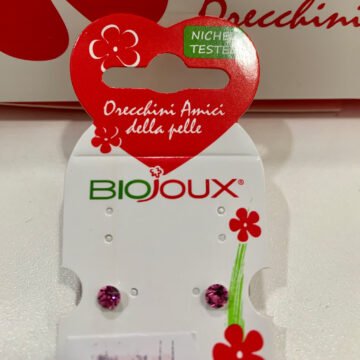 Orecchini
NICHEL
TESTED
Orecchini Amici
della pelle
BIOJOUX®